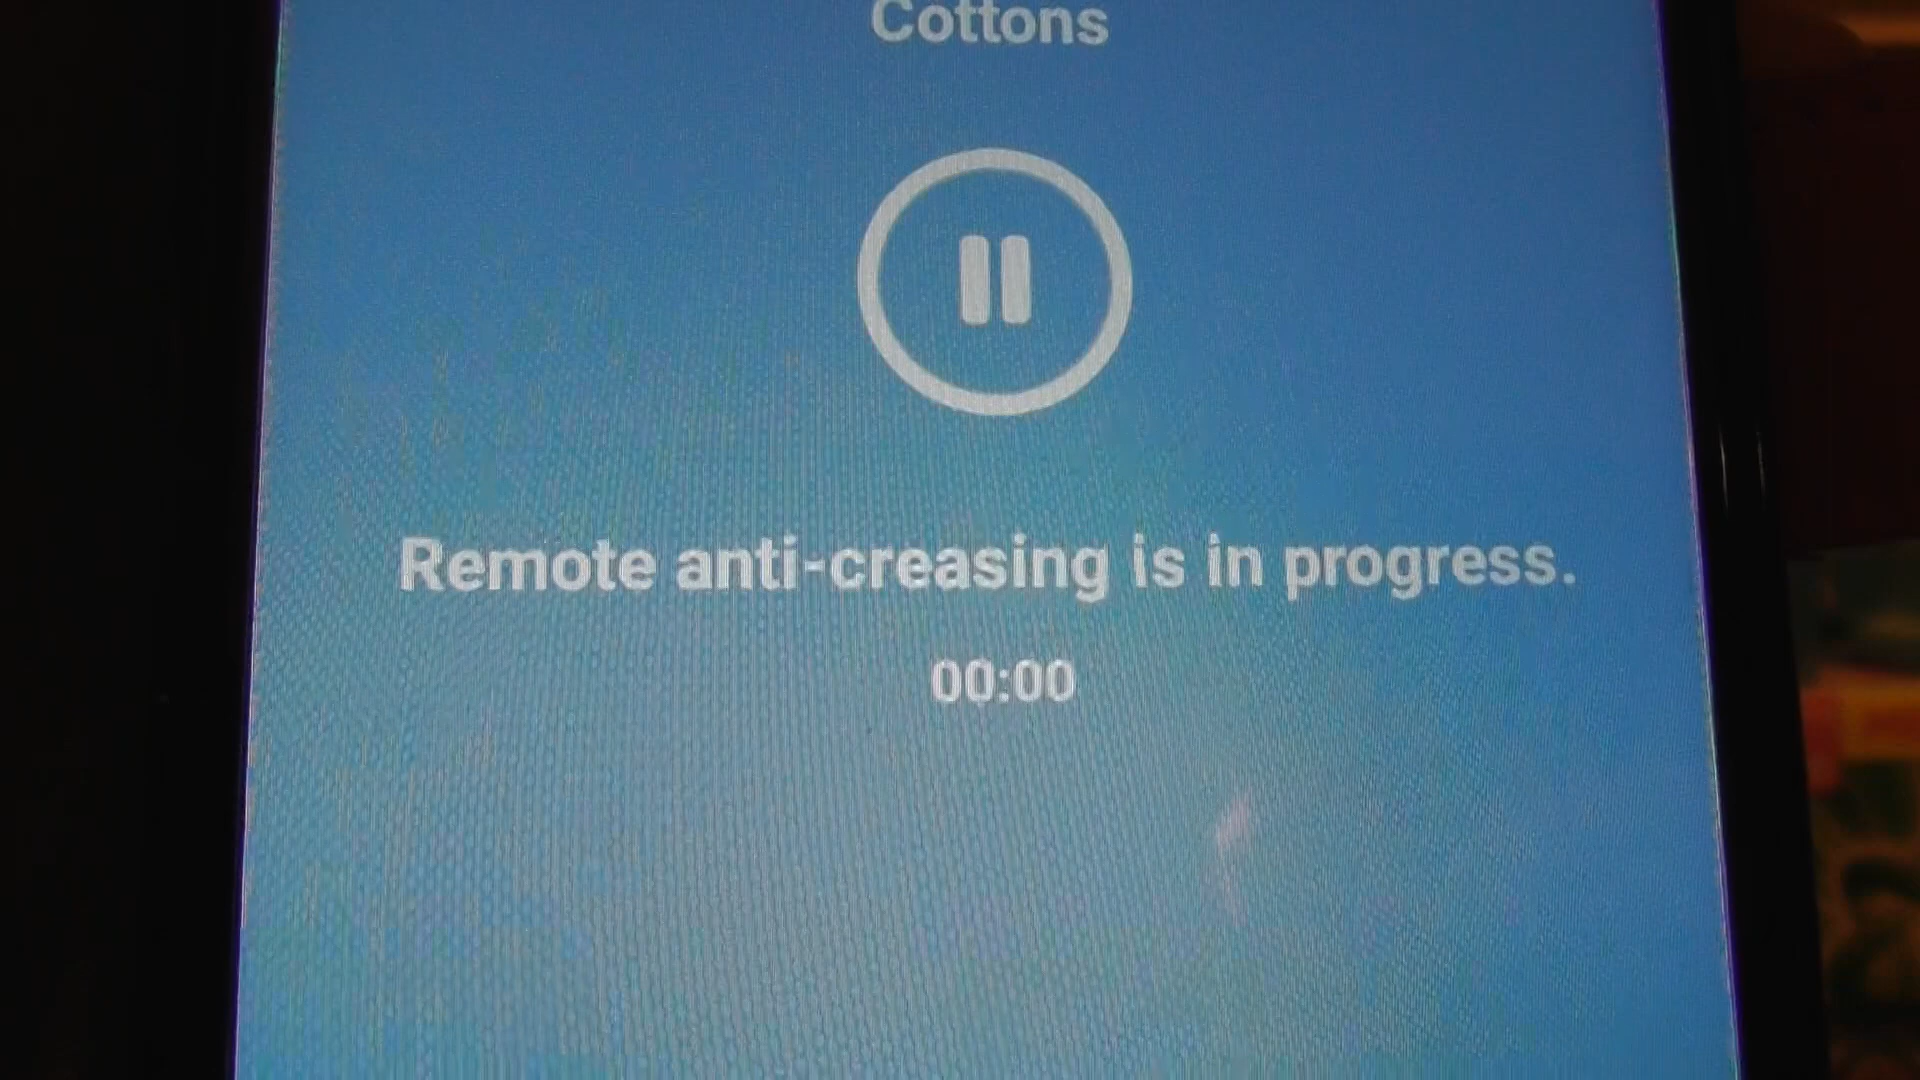 Cottons
Remote anti-creasing is in progress.
00:00